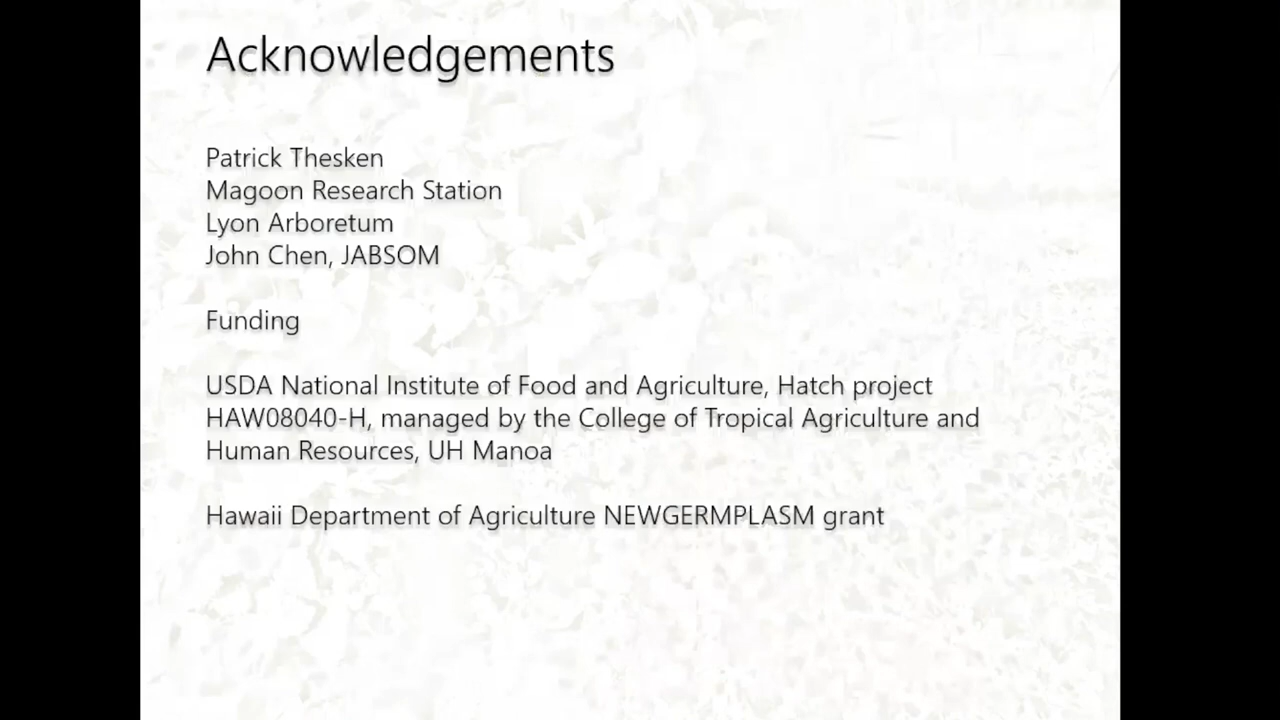 Acknowledgements
Patrick Thesken
Magoon Research Station
Lyon Arboretum
John Chen, JABSOM
Funding
USDA National Institute of Food and Agriculture, Hatch project
HAW08040-H, managed by the College of Tropical Agriculture and
Human Resources, UH Manoa
Hawaii Department of Agriculture NEWGERMPLASM grant